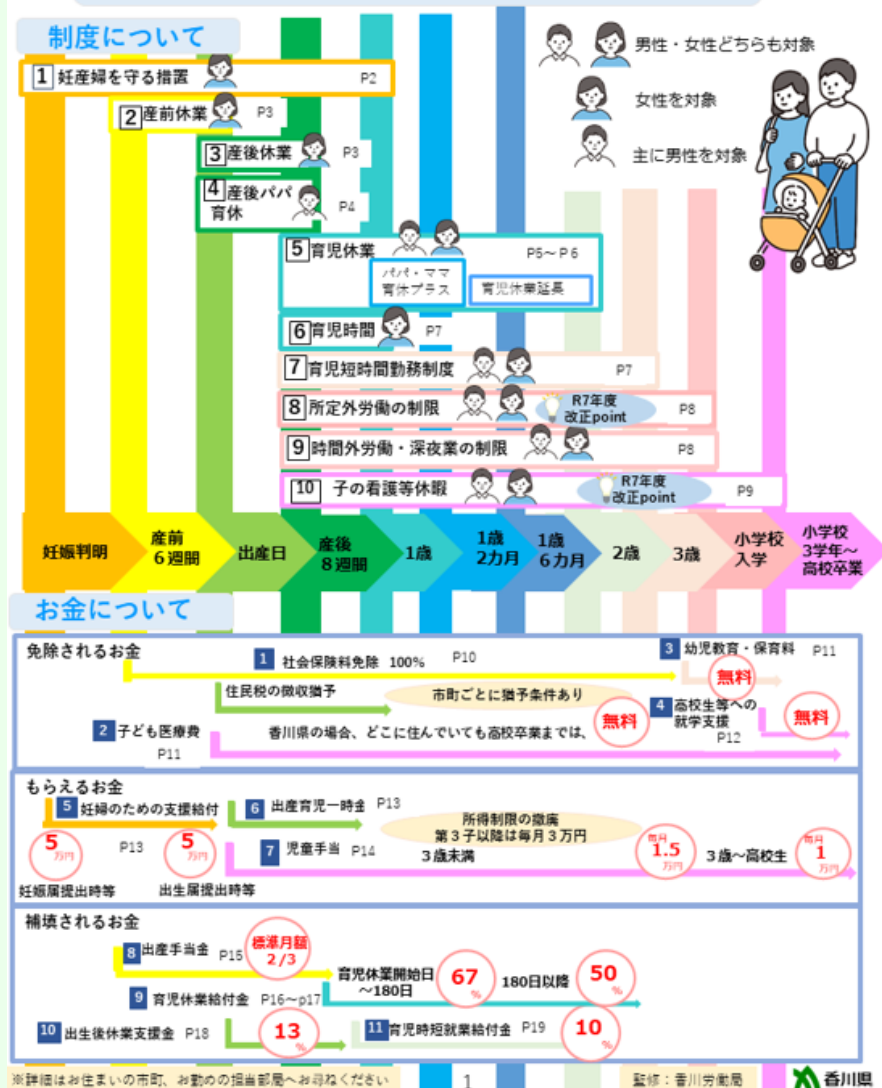 制度について
男性・女性どちらも対象
女性を対象
主に男性を対象
1 妊産婦を守る措置 P2
2 産前休業 P3
3 産後休業 P3
4 産後パパ
育休 P4
5 育児休業 P5～P6
パパ・ママ
育休プラス
育児休業延長
6 育児時間 P7
7 育児短時間勤務制度 P7
8 所定外労働の制限 R7年度
改正point P8
9 時間外労働・深夜業の制限 P8
10 子の看護等休暇 R7年度
改正point P9
妊娠判明
産前
6週間
出産日
産後
8週間
1歳
1歳
2カ月
1歳
6カ月
2歳
3歳
小学校
入学
小学校
3学年～
高校卒業
お金について
免除されるお金
1 社会保険料免除 100% P10
3 幼児教育・保育料 P11
無料
住民税の徴収猶予
市町ごとに猶予条件あり
4 高校生等への
就学支援
P12
無料
2 子ども医療費
P11
香川県の場合、どこに住んでいても高校卒業までは、
無料
もらえるお金
5 妊婦のための支援給付
P13
5
万円
妊娠届提出時等
5
万円
出生届提出時等
6 出産育児一時金 P13
所得制限の撤廃
第3子以降は毎月3万円
7 児童手当 P14
3歳未満
毎月
1.5
万円
3歳～高校生
毎月
1
万円
補填されるお金
8 出産手当金 P15
標準月額
2/3
9 育児休業給付金 P16～p17
育児休業開始日
～180日
67
%
180日以降
50
%
10 出生後休業支援金 P18
13
%
11 育児時短就業給付金 P19
10
%
※詳細はお住まいの市町、お勤めの担当部局へお尋ねください
1
監修：香川労働局
香川県